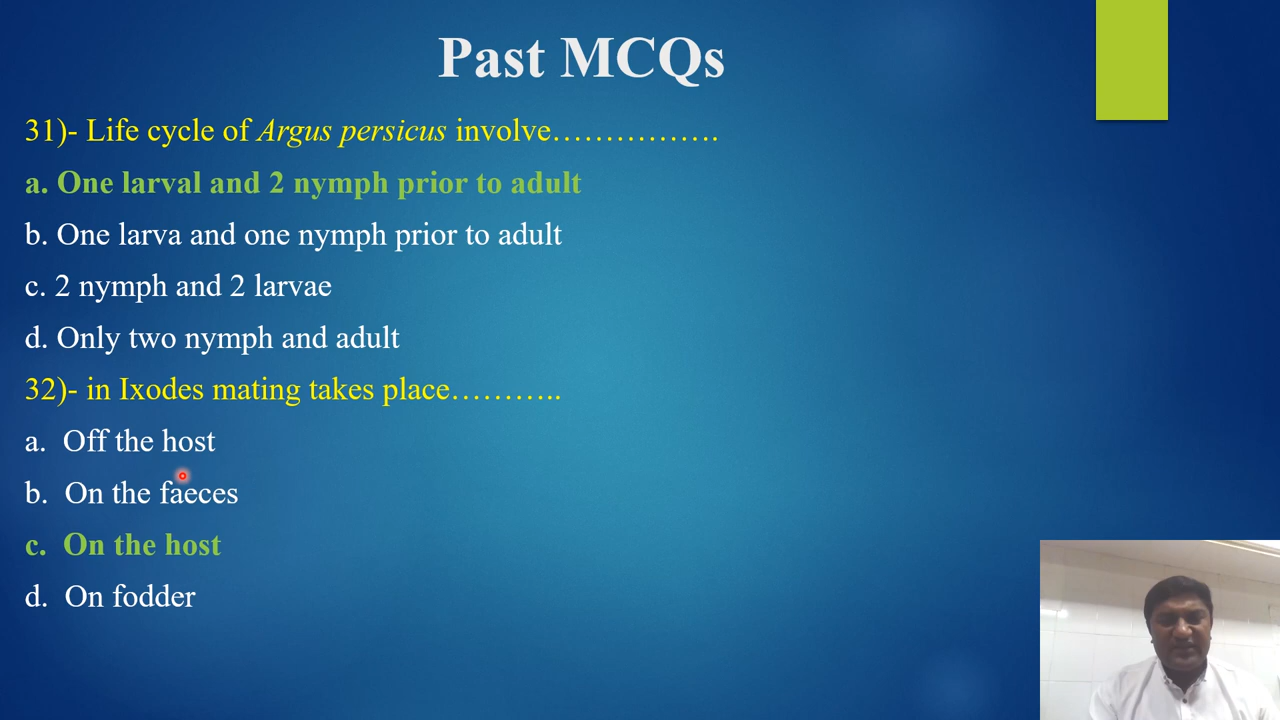 Past MCQs
31)- Life cycle of Argus persicus involve…………….
a. One larval and 2 nymph prior to adult
b. One larva and one nymph prior to adult
c. 2 nymph and 2 larvae
d. Only two nymph and adult
32)- in Ixodes mating takes place………..
a. Off the host
b. On the faeces
c. On the host
d. On fodder